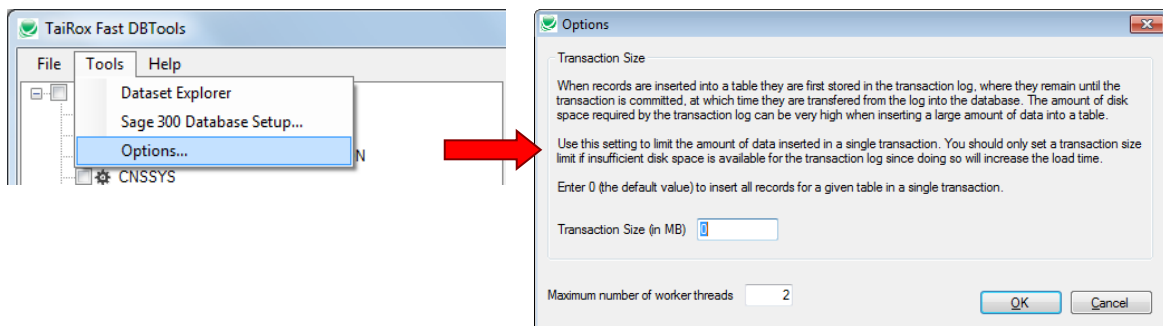 TaiRox Fast DBTools
File Tools Help
Dataset Explorer
Sage 300 Database Setup...
Options...
N
CNSSYS
Options
Transaction Size
When records are inserted into a table they are first stored in the transaction log, where they remain until the
transaction is committed, at which time they are transfered from the log into the database. The amount of disk
space required by the transaction log can be very high when inserting a large amount of data into a table.
Use this setting to limit the amount of data inserted in a single transaction. You should only set a transaction size
limit if insufficient disk space is available for the transaction log since doing so will increase the load time.
Enter 0 (the default value) to insert all records for a given table in a single transaction.
Transaction Size (in MB) 0
Maximum number of worker threads 2
OK Cancel